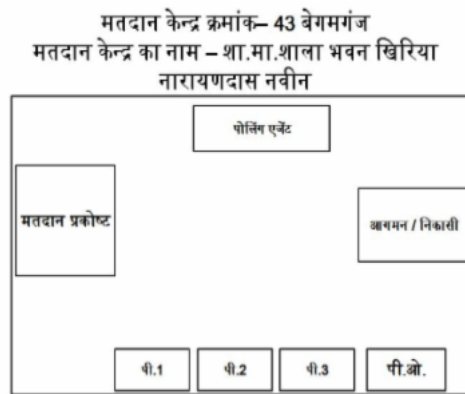 मतदान केन्द्र क्रमांक– 43 बेगमगंज
मतदान केन्द्र का नाम – शा.मा.शाला भवन खिरिया
नारायणदास नवीन
पोलिंग एजेंट
मतदान प्रकोष्ट
आगमन / निकासी
पी.1
पी.2
पी.3
पी.ओ.